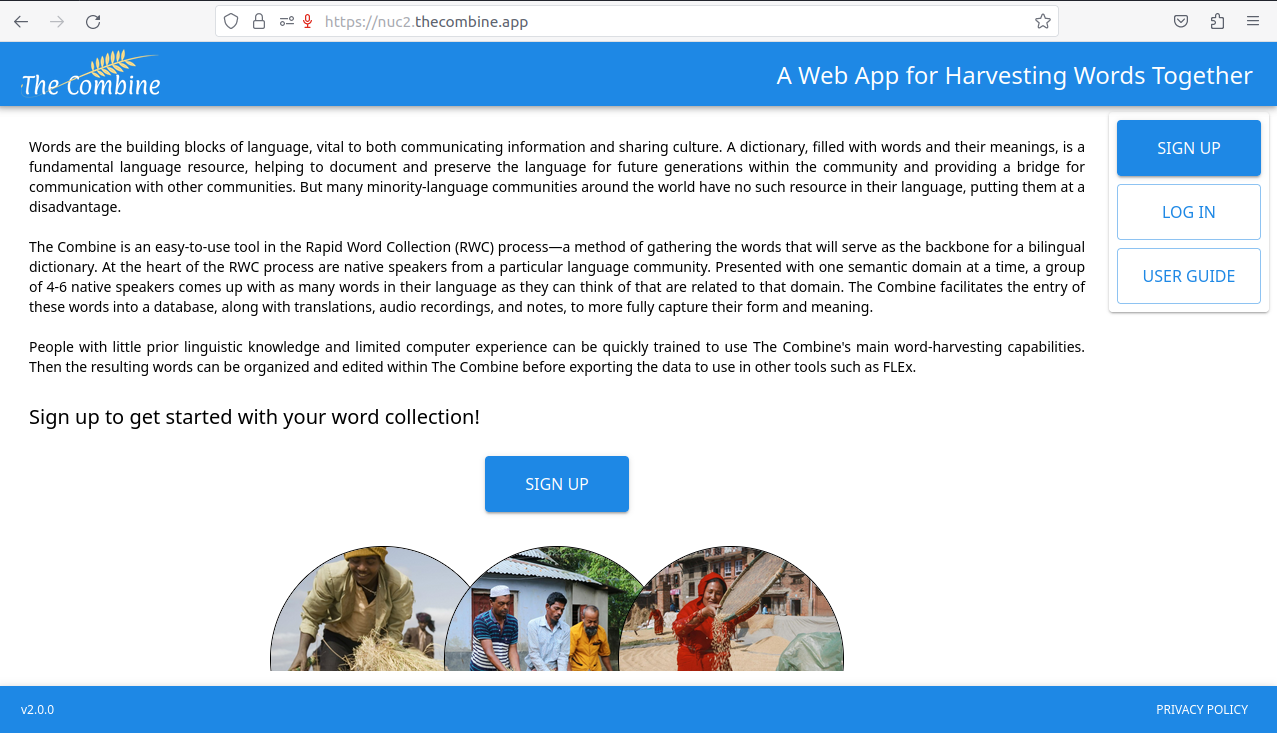 https://nuc2.thecombine.app
The Combine
A Web App for Harvesting Words Together
Words are the building blocks of language, vital to both communicating information and sharing culture. A dictionary, filled with words and their meanings, is a
fundamental language resource, helping to document and preserve the language for future generations within the community and providing a bridge for
communication with other communities. But many minority-language communities around the world have no such resource in their language, putting them at a
disadvantage.
The Combine is an easy-to-use tool in the Rapid Word Collection (RWC) process—a method of gathering the words that will serve as the backbone for a bilingual
dictionary. At the heart of the RWC process are native speakers from a particular language community. Presented with one semantic domain at a time, a group
of 4-6 native speakers comes up with as many words in their language as they can think of that are related to that domain. The Combine facilitates the entry of
these words into a database, along with translations, audio recordings, and notes, to more fully capture their form and meaning.
People with little prior linguistic knowledge and limited computer experience can be quickly trained to use The Combine's main word-harvesting capabilities.
Then the resulting words can be organized and edited within The Combine before exporting the data to use in other tools such as FLEx.
Sign up to get started with your word collection!
SIGN UP
SIGN UP
LOG IN
USER GUIDE
v2.0.0
PRIVACY POLICY